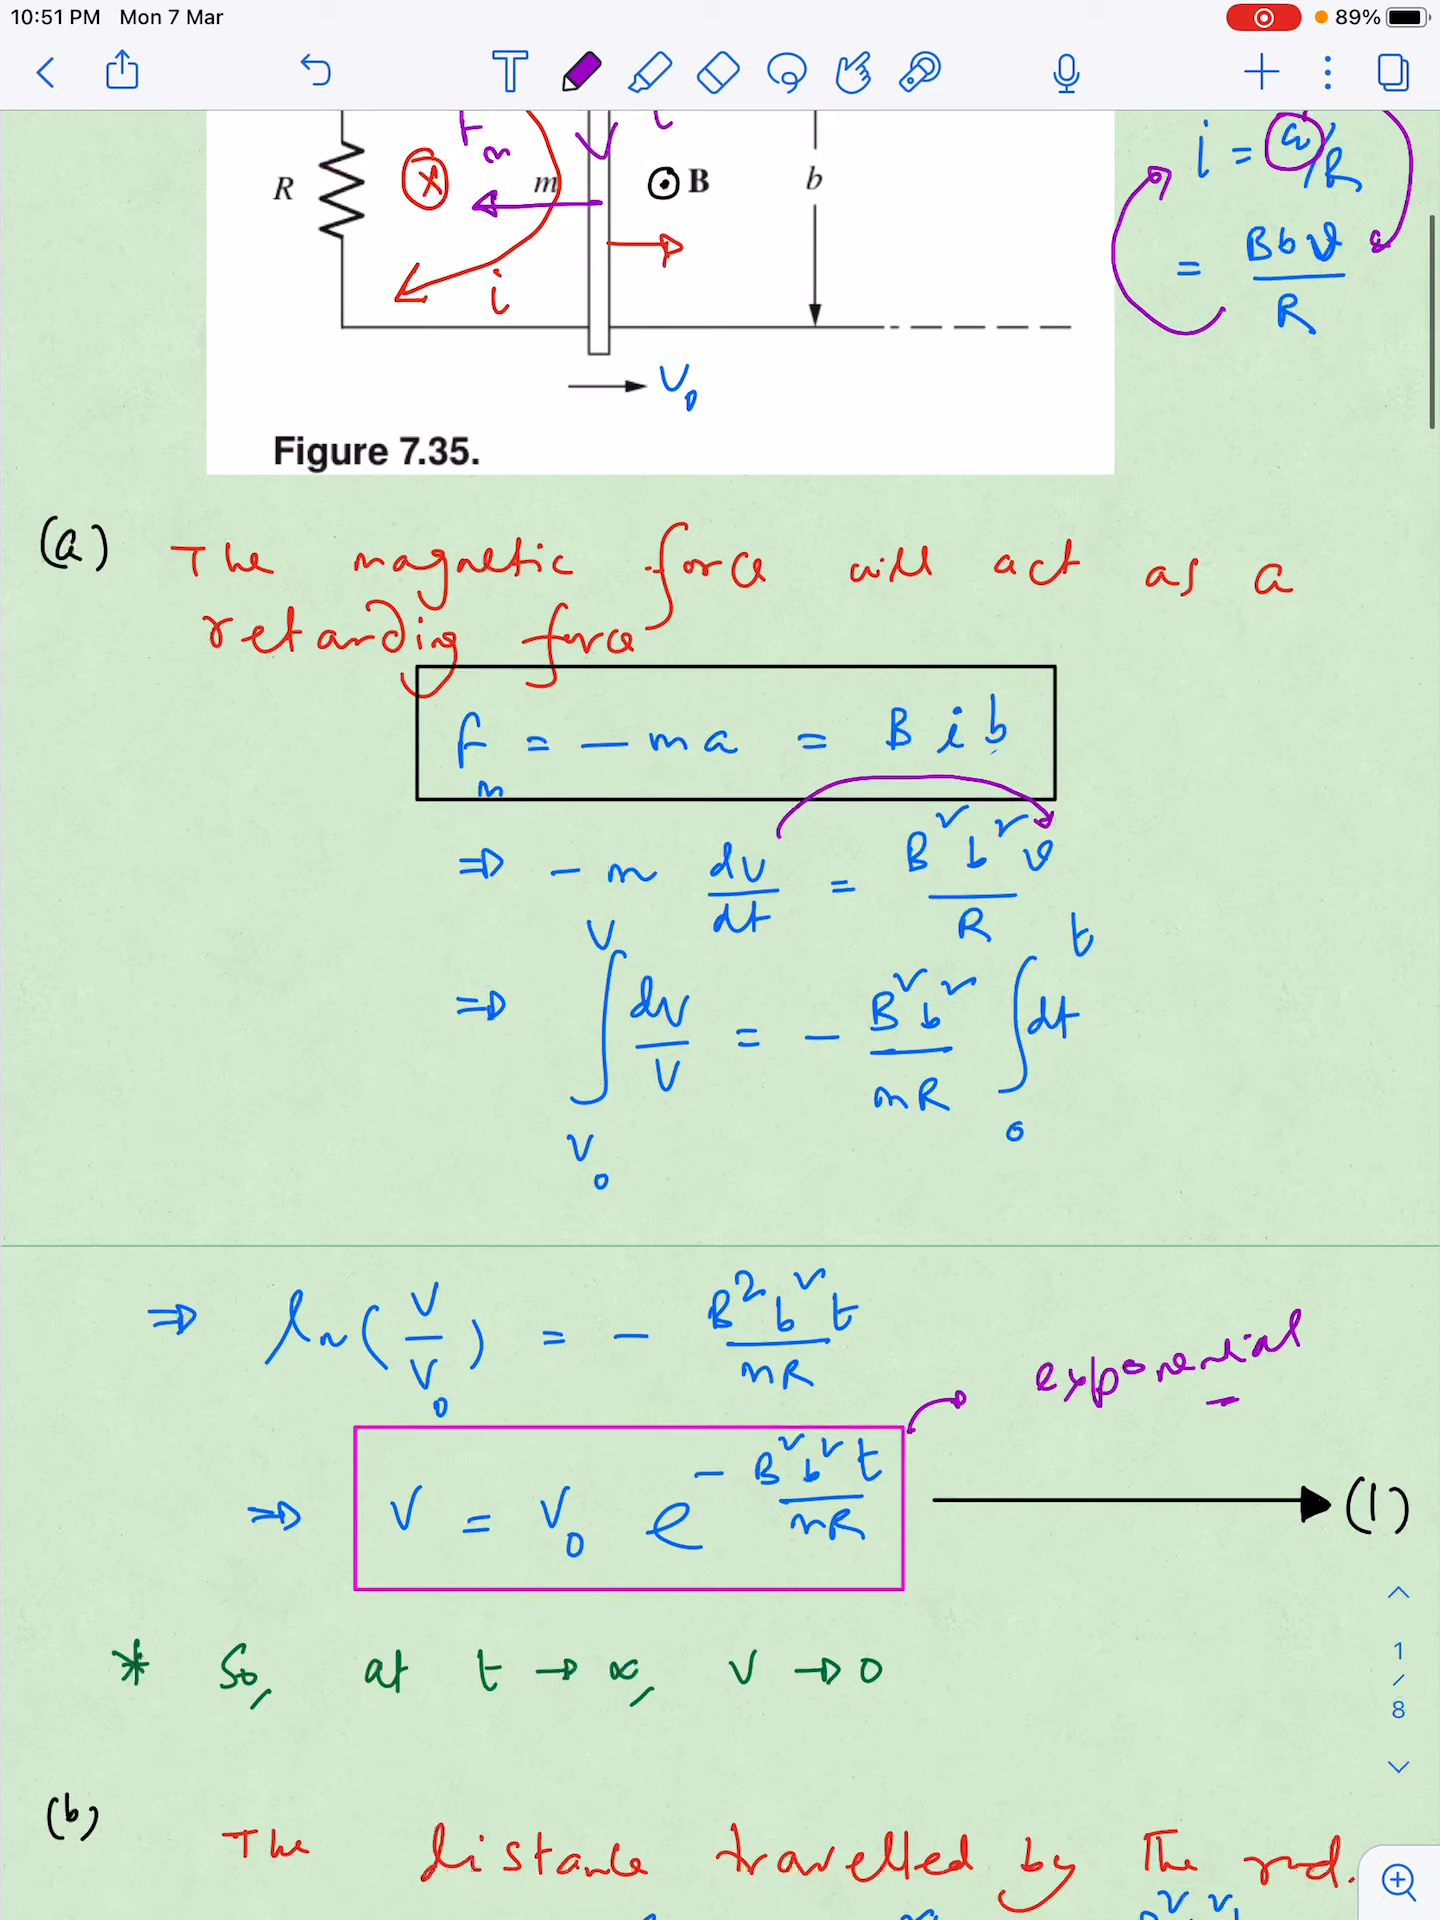 10:51 PM Mon 7 Mar 89%
T
F m i
R m B b
i
V₀
Figure 7.35.
i = ε/R
= Bbv/R
(a) The magnetic force will act as a
retarding force
Fm = - ma = B i b
⇒ - m dv/dt = B²b²v/R
⇒ ∫ V₀ V dV/V = - B²b²/mR ∫ 0 t dt
⇒ ln(V/V₀) = - B²b²t/mR
exponential
⇒ V = V₀ e^(-B²b²t/mR) → (1)
* So, at t → ∞, V → 0
1/8
(b) The distance travelled by the rod.